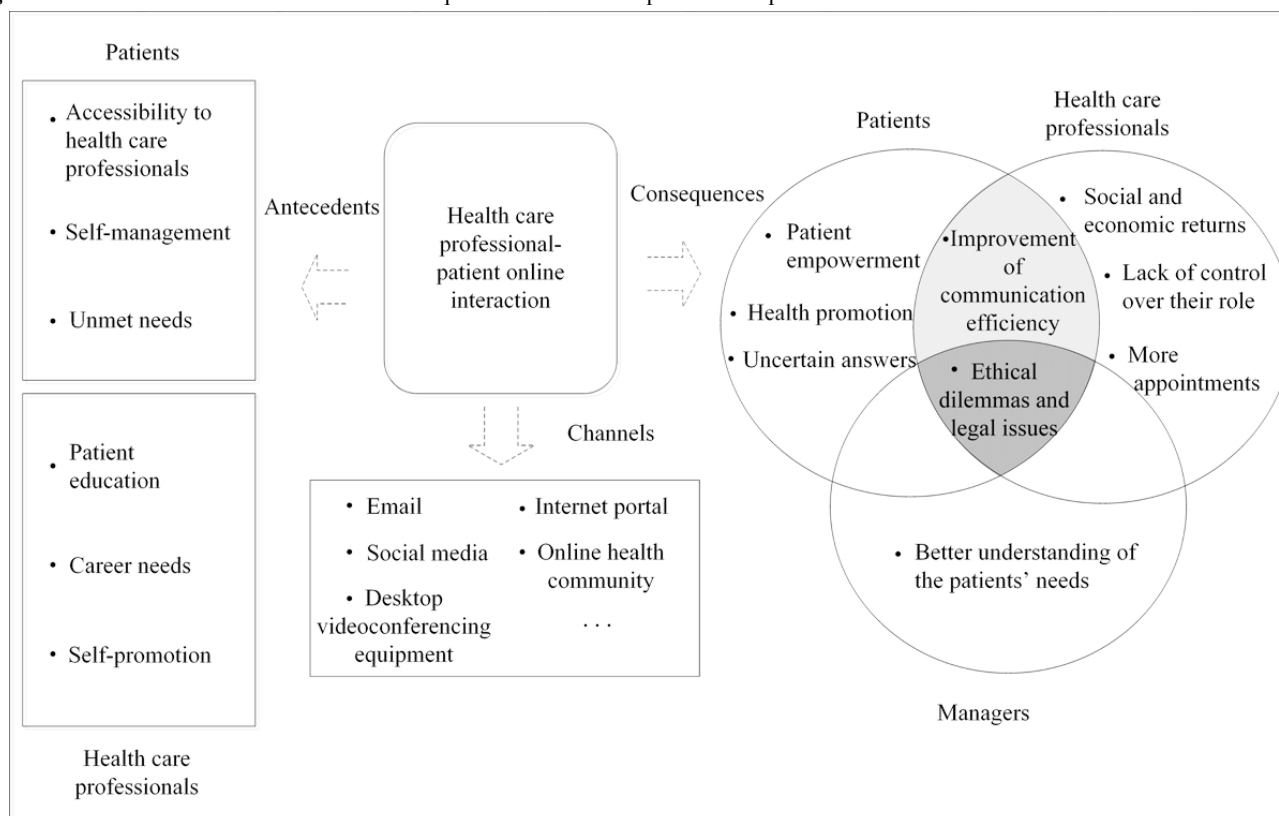 Patients
• Accessibility to
health care
professionals
• Self-management
• Unmet needs
• Patient
education
• Career needs
• Self-promotion
Health care
professionals
Antecedents
Health care
professional-
patient online
interaction
Consequences
Channels
• Email
• Social media
• Desktop
videoconferencing
equipment
• Internet portal
• Online health
community
. . .
Patients
Health care
professionals
• Patient
empowerment
• Health promotion
• Uncertain answers
•Improvement
of
communication
efficiency
• Ethical
dilemmas and
legal issues
• Social and
economic returns
• Lack of control
over their role
• More
appointments
• Better understanding of
the patients’ needs
Managers